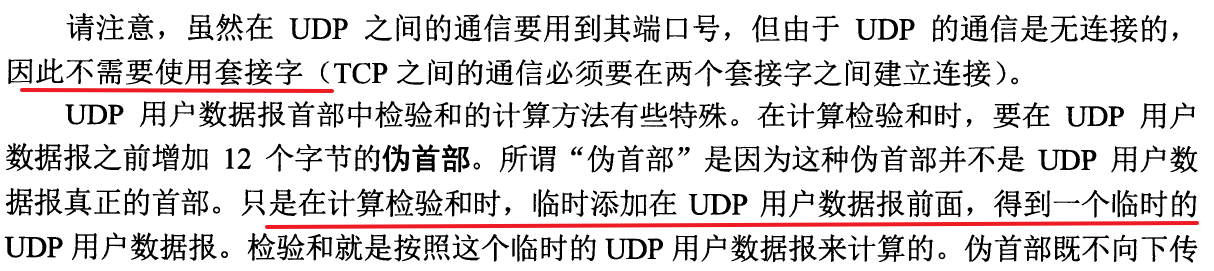 请注意，虽然在 UDP 之间的通信要用到其端口号，但由于 UDP 的通信是无连接的，
因此不需要使用套接字（TCP 之间的通信必须要在两个套接字之间建立连接）。
UDP 用户数据报首部中检验和的计算方法有些特殊。在计算检验和时，要在 UDP 用户
数据报之前增加 12 个字节的伪首部。所谓“伪首部”是因为这种伪首部并不是 UDP 用户数
据报真正的首部。只是在计算检验和时，临时添加在 UDP 用户数据报前面，得到一个临时的
UDP 用户数据报。检验和就是按照这个临时的 UDP 用户数据报来计算的。伪首部既不向下传